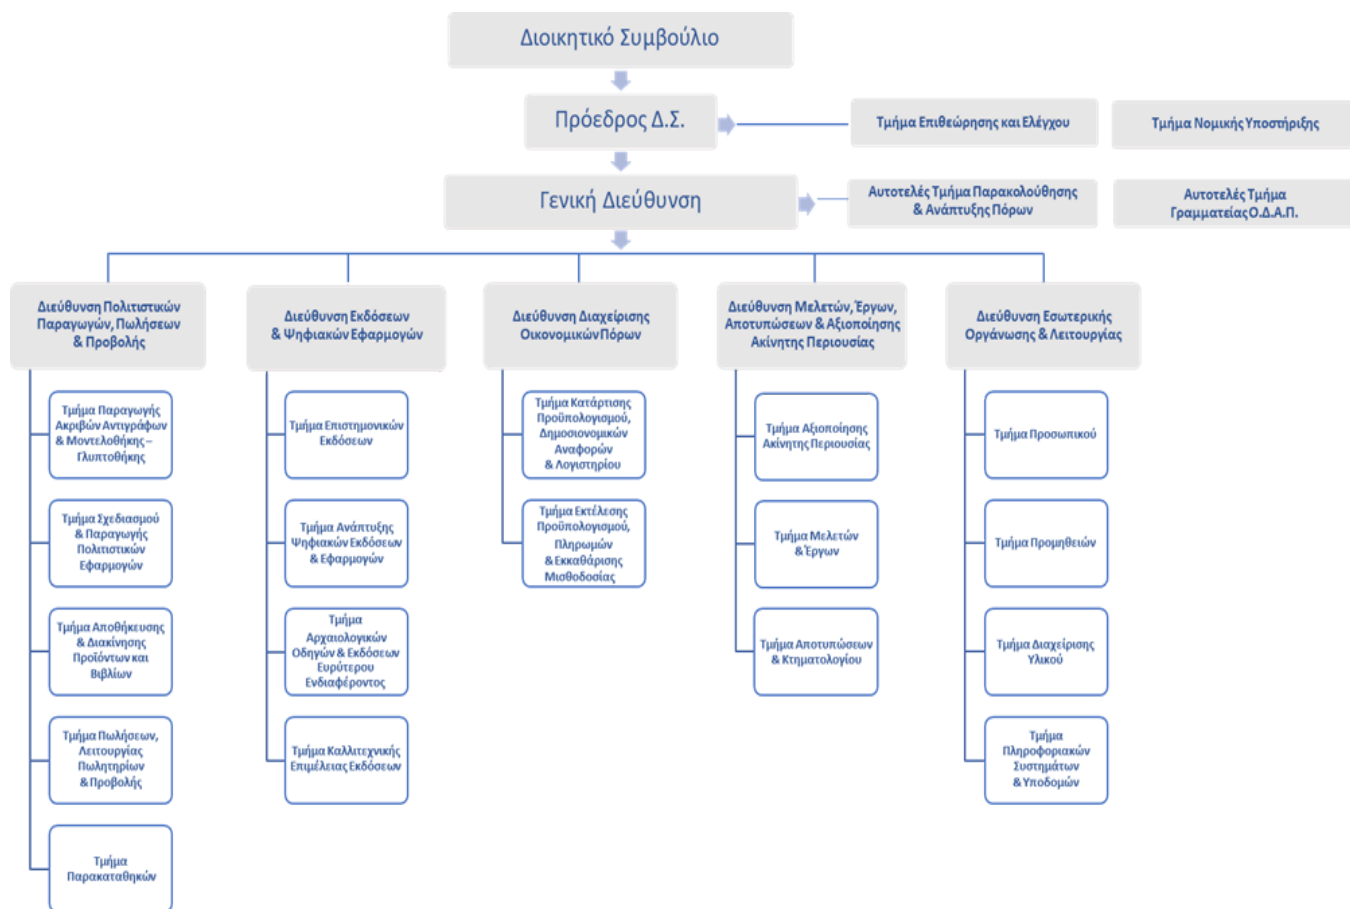 Διοικητικό Συμβούλιο
Πρόεδρος Δ.Σ.
Τμήμα Επιθεώρησης και Ελέγχου
Τμήμα Νομικής Υποστήριξης
Γενική Διεύθυνση
Αυτοτελές Τμήμα Παρακολούθησης
& Ανάπτυξης Πόρων
Αυτοτελές Τμήμα
Γραμματείας Ο.Δ.Α.Π.
Διεύθυνση Πολιτιστικών
Παραγωγών, Πωλήσεων
& Προβολής
Διεύθυνση Εκδόσεων
& Ψηφιακών Εφαρμογών
Διεύθυνση Διαχείρισης
Οικονομικών Πόρων
Διεύθυνση Μελετών, Έργων,
Αποτυπώσεων & Αξιοποίησης
Ακίνητης Περιουσίας
Διεύθυνση Εσωτερικής
Οργάνωσης & Λειτουργίας
Τμήμα Παραγωγής
Ακριβών Αντιγράφων
& Μοντελοθήκης –
Γλυπτοθήκης
Τμήμα Σχεδιασμού
& Παραγωγής
Πολιτιστικών
Εφαρμογών
Τμήμα Αποθήκευσης
& Διακίνησης
Προϊόντων και
Βιβλίων
Τμήμα Πωλήσεων,
Λειτουργίας
Πωλητηρίων
& Προβολής
Τμήμα
Παρακαταθηκών
Τμήμα Επιστημονικών
Εκδόσεων
Τμήμα Ανάπτυξης
Ψηφιακών Εκδόσεων
& Εφαρμογών
Τμήμα
Αρχαιολογικών
Οδηγών & Εκδόσεων
Ευρύτερου
Ενδιαφέροντος
Τμήμα Καλλιτεχνικής
Επιμέλειας Εκδόσεων
Τμήμα Κατάρτισης
Προϋπολογισμού,
Δημοσιονομικών
Αναφορών
& Λογιστηρίου
Τμήμα Εκτέλεσης
Προϋπολογισμού,
Πληρωμών
& Εκκαθάρισης
Μισθοδοσίας
Τμήμα Αξιοποίησης
Ακίνητης Περιουσίας
Τμήμα Μελετών
& Έργων
Τμήμα Αποτυπώσεων
& Κτηματολογίου
Τμήμα Προσωπικού
Τμήμα Προμηθειών
Τμήμα Διαχείρισης
Υλικού
Τμήμα
Πληροφοριακών
Συστημάτων
& Υποδομών